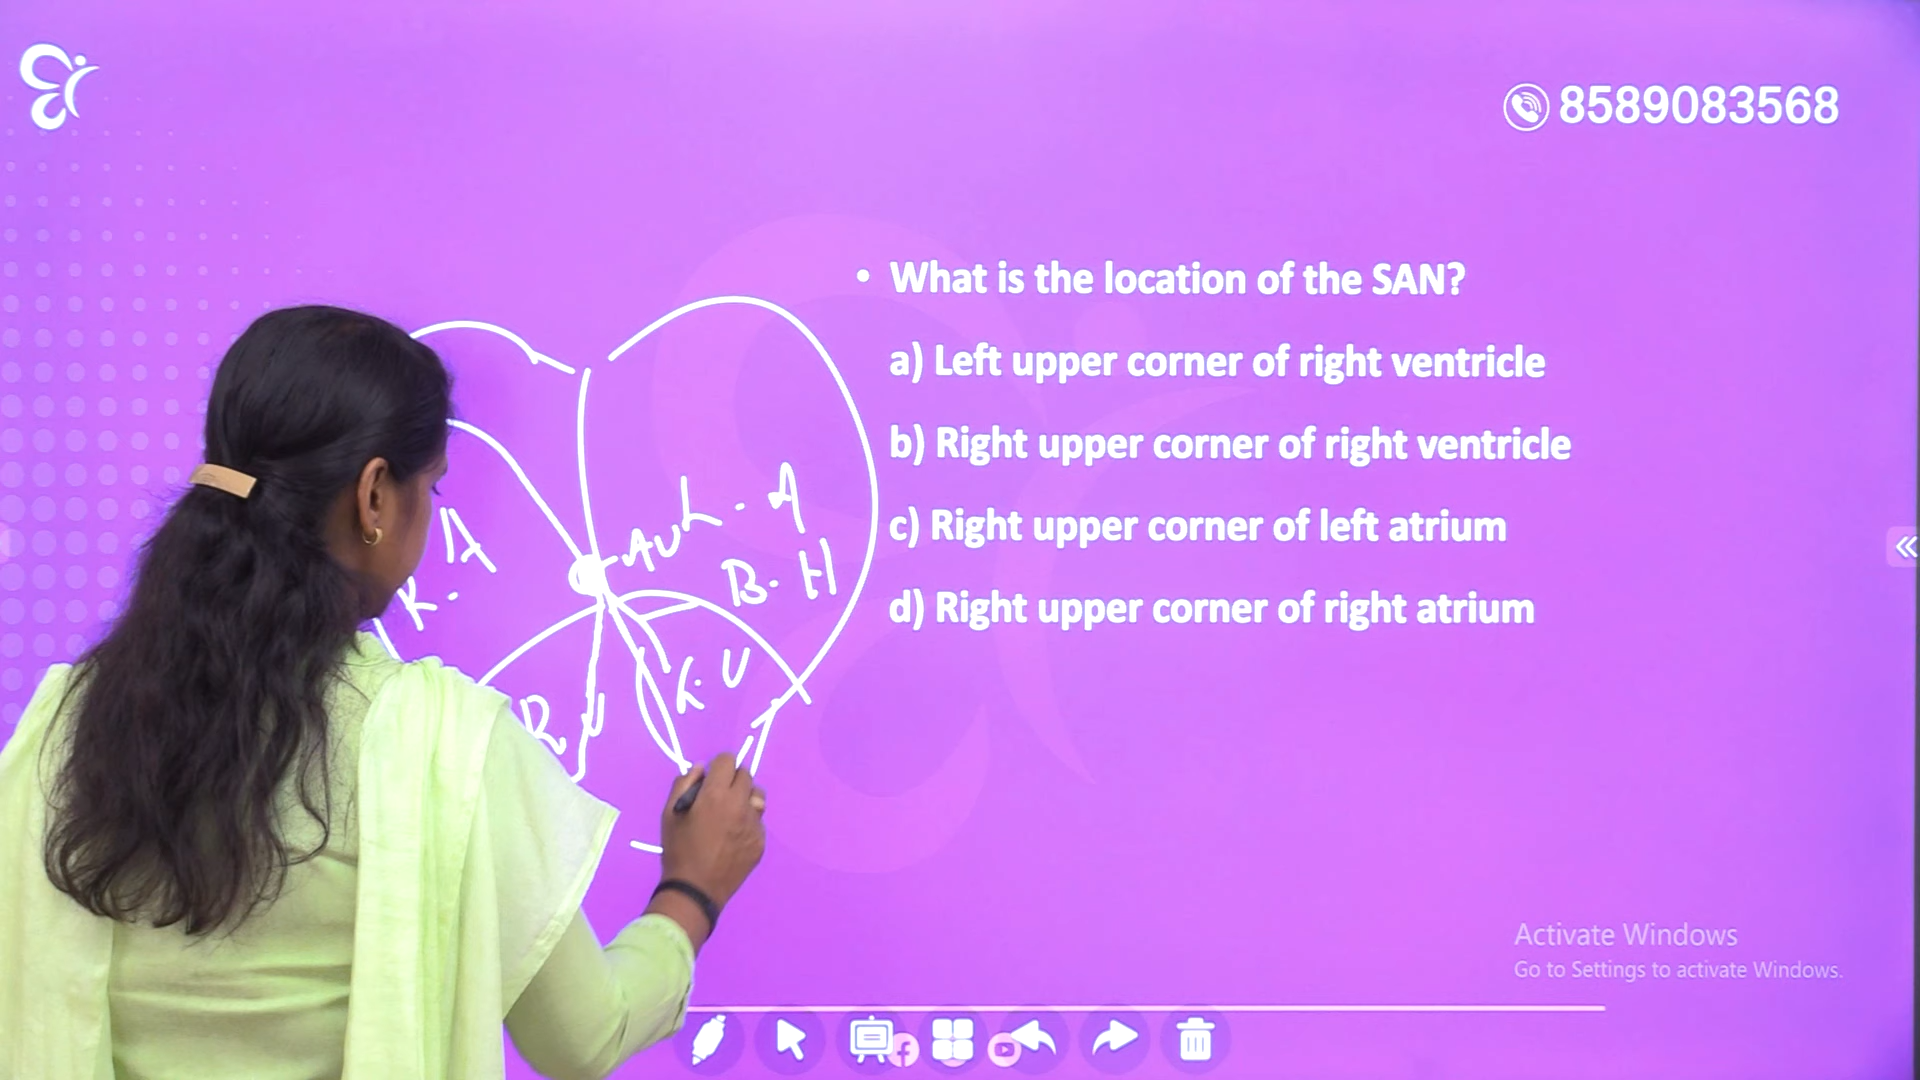 8589083568
• What is the location of the SAN?
a) Left upper corner of right ventricle
b) Right upper corner of right ventricle
c) Right upper corner of left atrium
d) Right upper corner of right atrium
L.A
AV
B.H
R.A
R V
Activate Windows
Go to Settings to activate Windows.